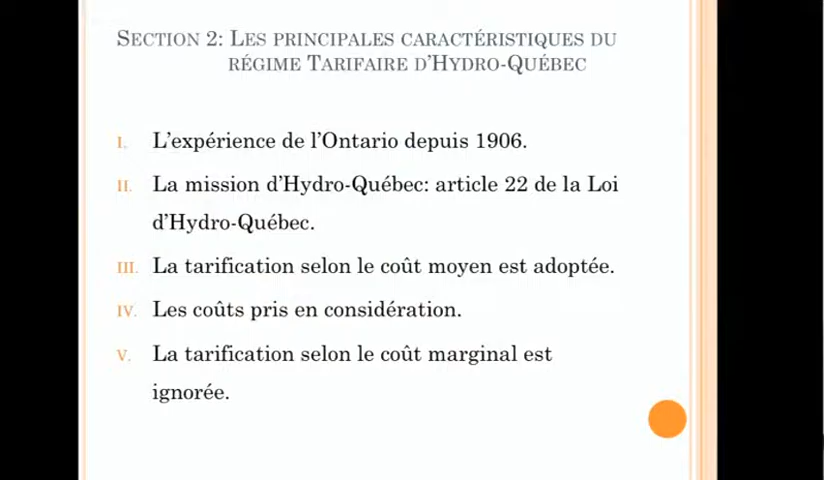 SECTION 2: LES PRINCIPALES CARACTÉRISTIQUES DU
RÉGIME TARIFAIRE D'HYDRO-QUÉBEC
I. L'expérience de l'Ontario depuis 1906.
II. La mission d'Hydro-Québec: article 22 de la Loi
d'Hydro-Québec.
III. La tarification selon le coût moyen est adoptée.
IV. Les coûts pris en considération.
V. La tarification selon le coût marginal est
ignorée.